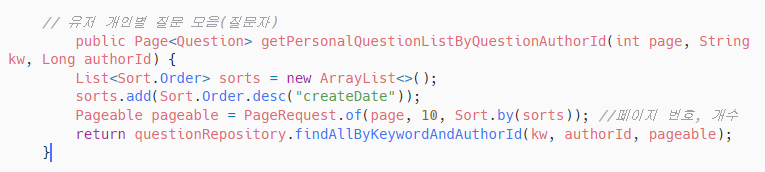 // 유저 개인별 질문 모음(질문자)
public Page<Question> getPersonalQuestionListByQuestionAuthorId(int page, String
kw, Long authorId) {
List<Sort.Order> sorts = new ArrayList<>();
sorts.add(Sort.Order.desc("createDate"));
Pageable pageable = PageRequest.of(page, 10, Sort.by(sorts)); //페이지 번호, 개수
return questionRepository.findAllByKeywordAndAuthorId(kw, authorId, pageable);
}